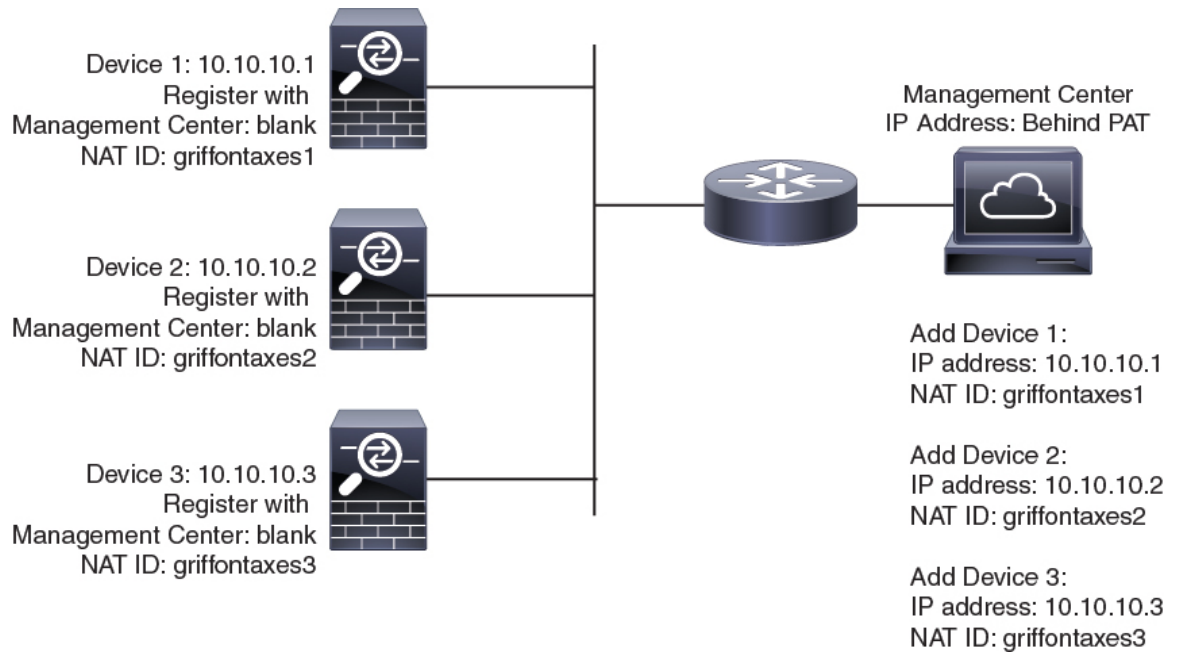 Device 1: 10.10.10.1
Register with
Management Center: blank
NAT ID: griffontaxes1
Device 2: 10.10.10.2
Register with
Management Center: blank
NAT ID: griffontaxes2
Device 3: 10.10.10.3
Register with
Management Center: blank
NAT ID: griffontaxes3
Management Center
IP Address: Behind PAT
Add Device 1:
IP address: 10.10.10.1
NAT ID: griffontaxes1
Add Device 2:
IP address: 10.10.10.2
NAT ID: griffontaxes2
Add Device 3:
IP address: 10.10.10.3
NAT ID: griffontaxes3